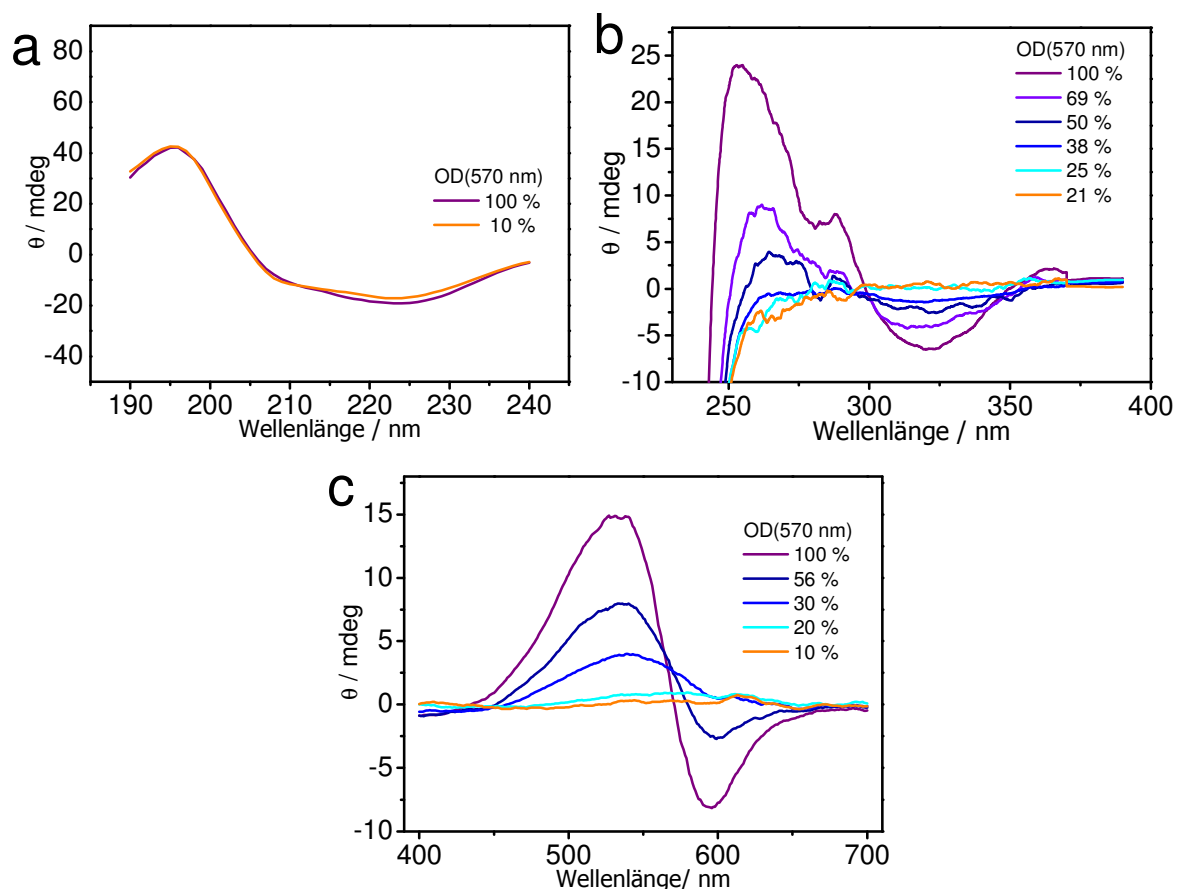 a
80
60
40
20
0
-20
-40
θ / mdeg
OD(570 nm)
100 %
10 %
190 200 210 220 230 240
Wellenlänge / nm
b
25
20
15
10
5
0
-5
-10
θ / mdeg
OD(570 nm)
100 %
69 %
50 %
38 %
25 %
21 %
250 300 350 400
Wellenlänge / nm
c
15
10
5
0
-5
-10
θ / mdeg
OD(570 nm)
100 %
56 %
30 %
20 %
10 %
400 500 600 700
Wellenlänge/ nm